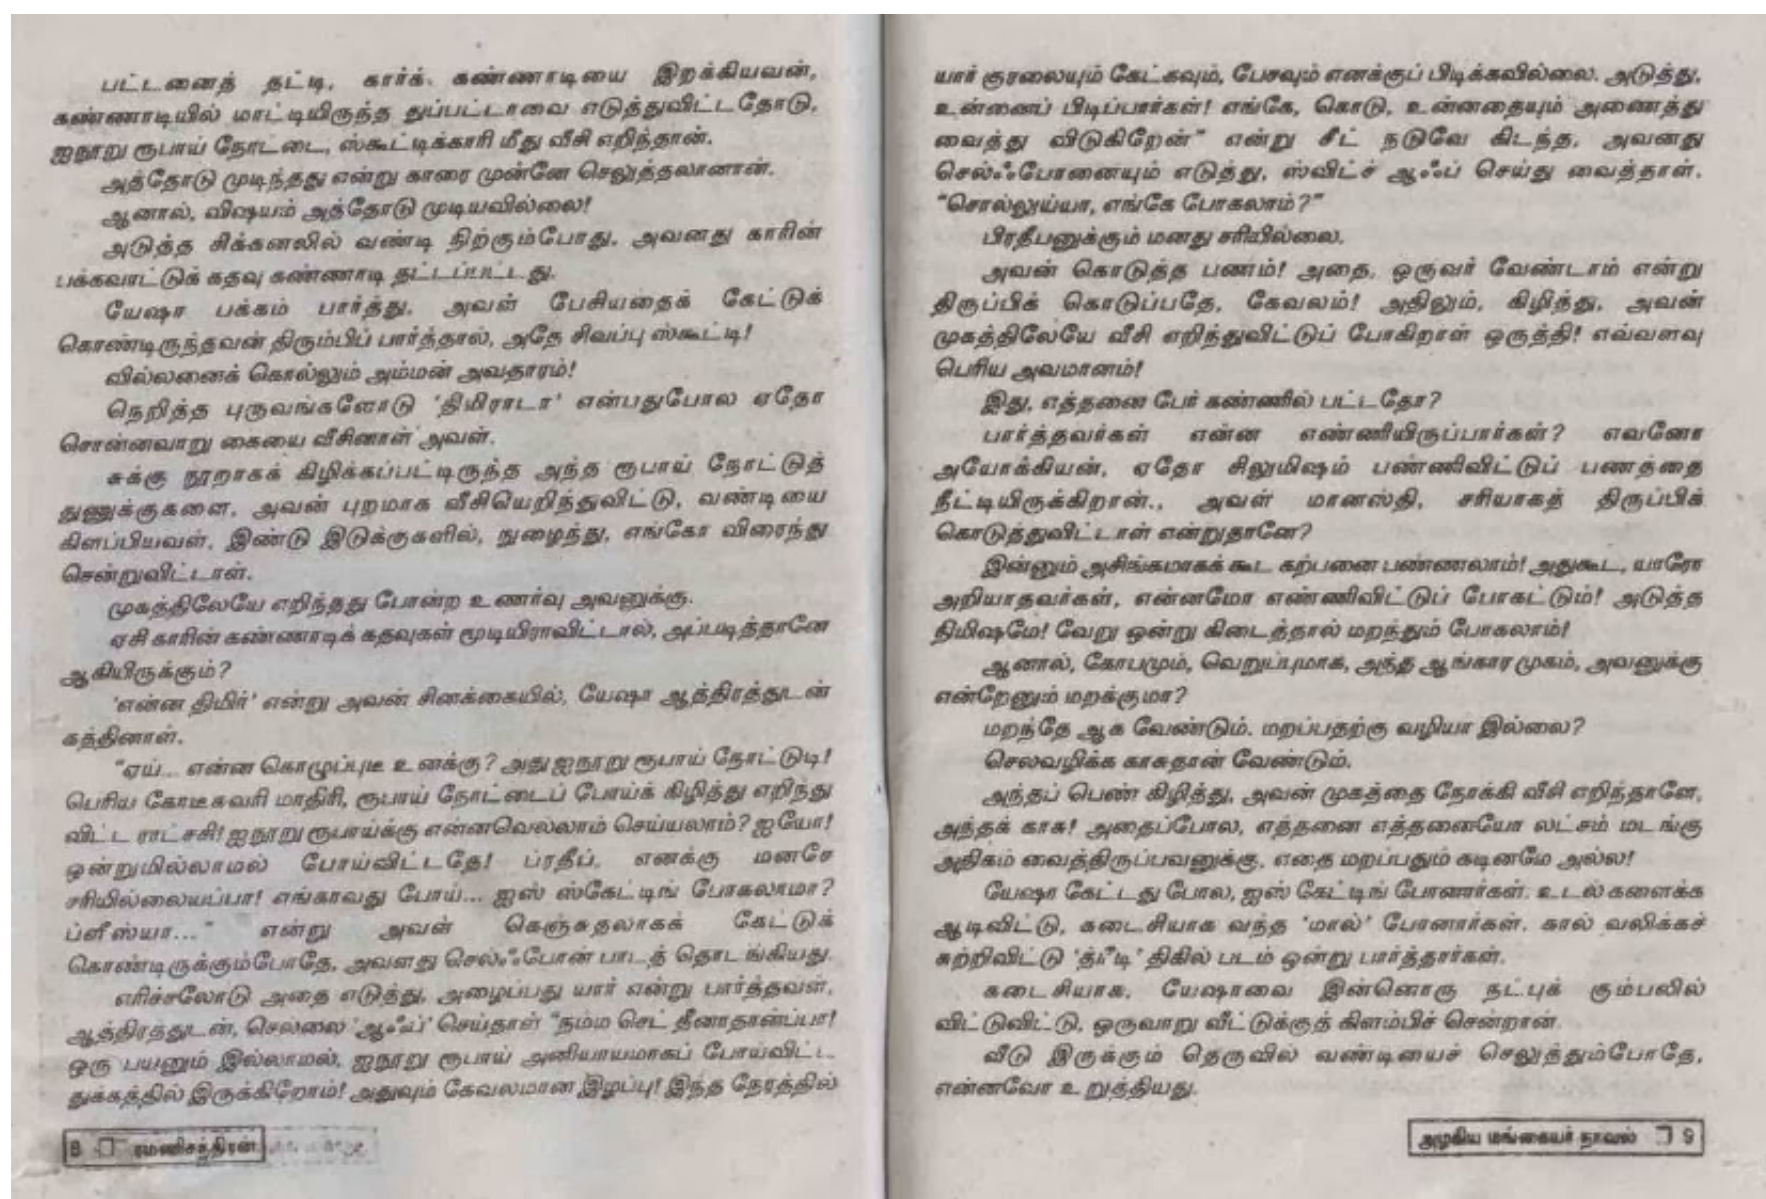 பட்டனைத் தட்டி, கார்க் கண்ணாடியை இறக்கியவன்,
கண்ணாடியில் மாட்டியிருந்த துப்பட்டாவை எடுத்துவிட்டதோடு,
ஐநூறு ரூபாய் நோட்டை, ஸ்கூட்டிக்காரி மீது வீசி எறிந்தான்.
அத்தோடு முடிந்தது என்று காரை முன்னே செலுத்தலானான்.
ஆனால், விஷயம் அத்தோடு முடியவில்லை!
அடுத்த சிக்கனலில் வண்டி நிற்கும்போது, அவனது காரின்
பக்கவாட்டுக் கதவு கண்ணாடி தட்டப்பட்டது.
யேஷா பக்கம் பார்த்து, அவள் பேசியதைக் கேட்டுக்
கொண்டிருந்தவன் திரும்பிப் பார்த்தால், அதே சிவப்பு ஸ்கூட்டி!
வில்லனைக் கொல்லும் அம்மன் அவதாரம்!
நெறித்த புருவங்களோடு 'திமிராடா' என்பதுபோல ஏதோ
சொன்னவாறு கையை வீசினாள் அவள்.
சுக்கு நூறாகக் கிழிக்கப்பட்டிருந்த அந்த ரூபாய் நோட்டுத்
துணுக்குகளை, அவன் புறமாக வீசியெறிந்துவிட்டு, வண்டியை
கிளப்பியவள், இண்டு இடுக்குகளில், நுழைந்து, எங்கோ விரைந்து
சென்றுவிட்டாள்.
முகத்திலேயே எறிந்தது போன்ற உணர்வு அவனுக்கு.
ஏசி காரின் கண்ணாடிக் கதவுகள் மூடியிராவிட்டால், அப்படித்தானே
ஆகியிருக்கும்?
'என்ன திமிர்' என்று அவன் சினக்கையில், யேஷா ஆத்திரத்துடன்
கத்தினாள்.
"ஏய்... என்ன கொழுப்புடீ உனக்கு? அது ஐநூறு ரூபாய் நோட்டுடி!
பெரிய கோடீசுவரி மாதிரி, ரூபாய் நோட்டைப் போய்க் கிழித்து எறிந்து
விட்ட ராட்சசி! ஐநூறு ரூபாய்க்கு என்னவெல்லாம் செய்யலாம்? ஐயோ!
ஒன்றுமில்லாமல் போய்விட்டதே! ப்ரதீப், எனக்கு மனசே
சரியில்லையப்பா! எங்காவது போய்... ஐஸ் ஸ்கேட்டிங் போகலாமா?
ப்ளீஸ்யா..." என்று அவள் கெஞ்சுதலாகக் கேட்டுக்
கொண்டிருக்கும்போதே, அவளது செல்ஃபோன் பாடத் தொடங்கியது.
எரிச்சலோடு அதை எடுத்து, அழைப்பது யார் என்று பார்த்தவள்,
ஆத்திரத்துடன், செல்லை 'ஆஃப்' செய்தாள் "நம்ம செட் தீனாதான்ப்பா!
ஒரு பயனும் இல்லாமல், ஐநூறு ரூபாய் அனியாயமாகப் போய்விட்ட
துக்கத்தில் இருக்கிறோம்! அதுவும் கேவலமான இழப்பு! இந்த நேரத்தில்
8 ரமணிசந்திரன்
யார் குரலையும் கேட்கவும், பேசவும் எனக்குப் பிடிக்கவில்லை. அடுத்து,
உன்னைப் பிடிப்பார்கள்! எங்கே, கொடு, உன்னதையும் அணைத்து
வைத்து விடுகிறேன்" என்று சீட் நடுவே கிடந்த, அவனது
செல்ஃபோனையும் எடுத்து, ஸ்விட்ச் ஆஃப் செய்து வைத்தாள்.
"சொல்லுய்யா, எங்கே போகலாம்?"
பிரதீபனுக்கும் மனது சரியில்லை.
அவன் கொடுத்த பணம்! அதை, ஒருவர் வேண்டாம் என்று
திருப்பிக் கொடுப்பதே, கேவலம்! அதிலும், கிழித்து, அவன்
முகத்திலேயே வீசி எறிந்துவிட்டுப் போகிறாள் ஒருத்தி! எவ்வளவு
பெரிய அவமானம்!
இது, எத்தனை பேர் கண்ணில் பட்டதோ?
பார்த்தவர்கள் என்ன எண்ணியிருப்பார்கள்? எவனோ
அயோக்கியன், ஏதோ சிலுமிஷம் பண்ணிவிட்டுப் பணத்தை
நீட்டியிருக்கிறான்., அவள் மானஸ்தி, சரியாகத் திருப்பிக்
கொடுத்துவிட்டாள் என்றுதானே?
இன்னும் அசிங்கமாகக் கூட கற்பனை பண்ணலாம்! அதுகூட, யாரோ
அறியாதவர்கள், என்னமோ எண்ணிவிட்டுப் போகட்டும்! அடுத்த
நிமிஷமே! வேறு ஒன்று கிடைத்தால் மறந்தும் போகலாம்!
ஆனால், கோபமும், வெறுப்புமாக, அந்த ஆங்கார முகம், அவனுக்கு
என்றேனும் மறக்குமா?
மறந்தே ஆக வேண்டும். மறப்பதற்கு வழியா இல்லை?
செலவழிக்க காசுதான் வேண்டும்.
அந்தப் பெண் கிழித்து, அவன் முகத்தை நோக்கி வீசி எறிந்தாளே,
அந்தக் காசு! அதைப்போல, எத்தனை எத்தனையோ லட்சம் மடங்கு
அதிகம் வைத்திருப்பவனுக்கு, எதை மறப்பதும் கடினமே அல்ல!
யேஷா கேட்டது போல, ஐஸ் கேட்டிங் போனார்கள். உடல் களைக்க
ஆடிவிட்டு, கடைசியாக வந்த 'மால்' போனார்கள். கால் வலிக்கச்
சுற்றிவிட்டு 'த்ரீடி' திகில் படம் ஒன்று பார்த்தார்கள்.
கடைசியாக, யேஷாவை இன்னொரு நட்புக் கும்பலில்
விட்டுவிட்டு, ஒருவாறு வீட்டுக்குத் கிளம்பிச் சென்றான்.
வீடு இருக்கும் தெருவில் வண்டியைச் செலுத்தும்போதே,
என்னவோ உறுத்தியது.
அழகிய மங்கையர் நாவல் 9